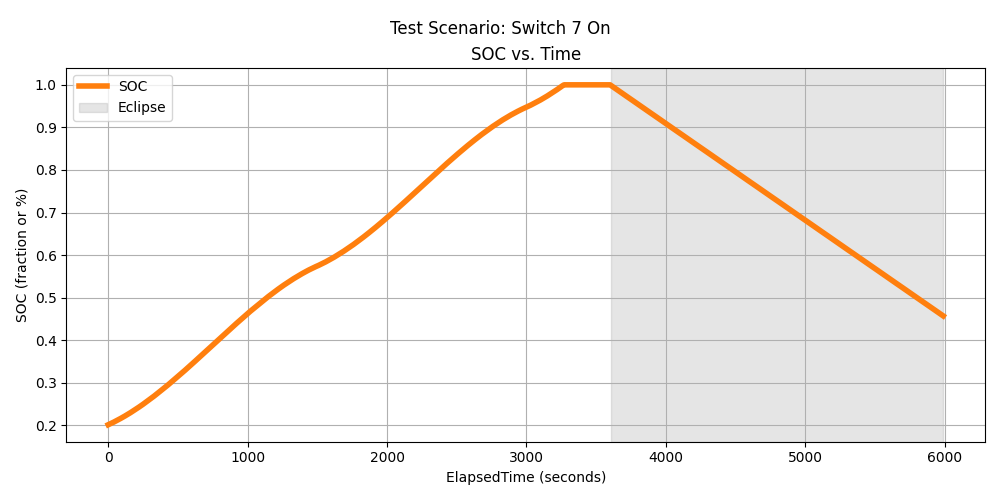 Test Scenario: Switch 7 On
SOC vs. Time
SOC
Eclipse
SOC (fraction or %)
1.0
0.9
0.8
0.7
0.6
0.5
0.4
0.3
0.2
0
1000
2000
3000
4000
5000
6000
ElapsedTime (seconds)